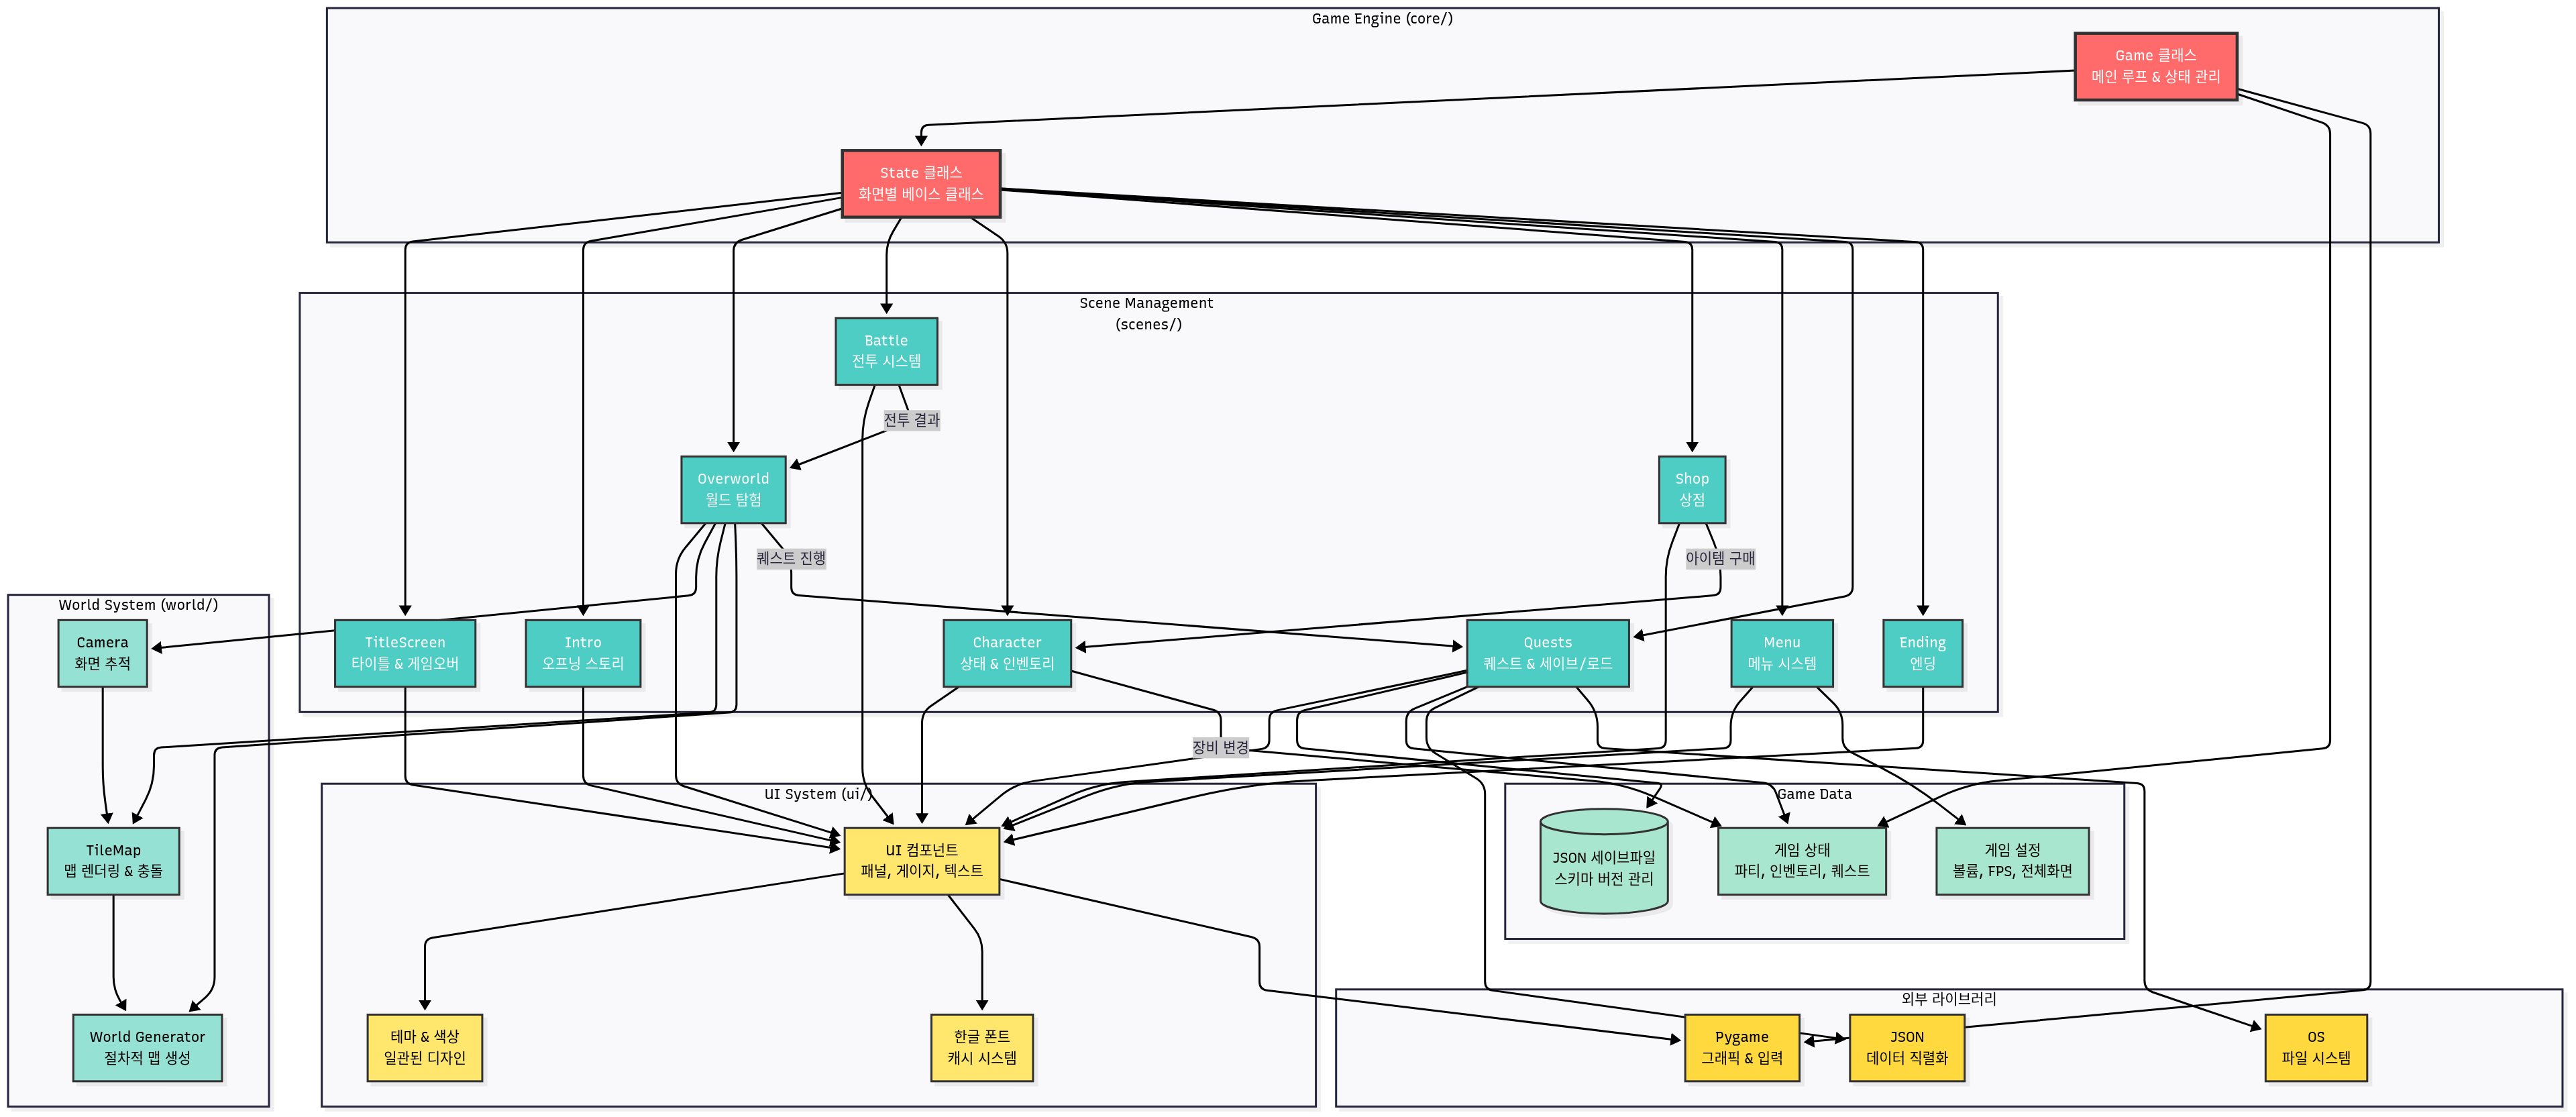 Game Engine (core/)
Game 클래스
메인 루프 & 상태 관리
State 클래스
화면별 베이스 클래스
Scene Management
(scenes/)
Battle
전투 시스템
전투 결과
Overworld
월드 탐험
Shop
상점
퀘스트 진행
아이템 구매
World System (world/)
Camera
화면 추적
TitleScreen
타이틀 & 게임오버
Intro
오프닝 스토리
Character
상태 & 인벤토리
Quests
퀘스트 & 세이브/로드
Menu
메뉴 시스템
Ending
엔딩
장비 변경
UI System (ui/)
Game Data
TileMap
맵 렌더링 & 충돌
UI 컴포넌트
패널, 게이지, 텍스트
JSON 세이브파일
스키마 버전 관리
게임 상태
파티, 인벤토리, 퀘스트
게임 설정
볼륨, FPS, 전체화면
외부 라이브러리
World Generator
절차적 맵 생성
테마 & 색상
일관된 디자인
한글 폰트
캐시 시스템
Pygame
그래픽 & 입력
JSON
데이터 직렬화
OS
파일 시스템